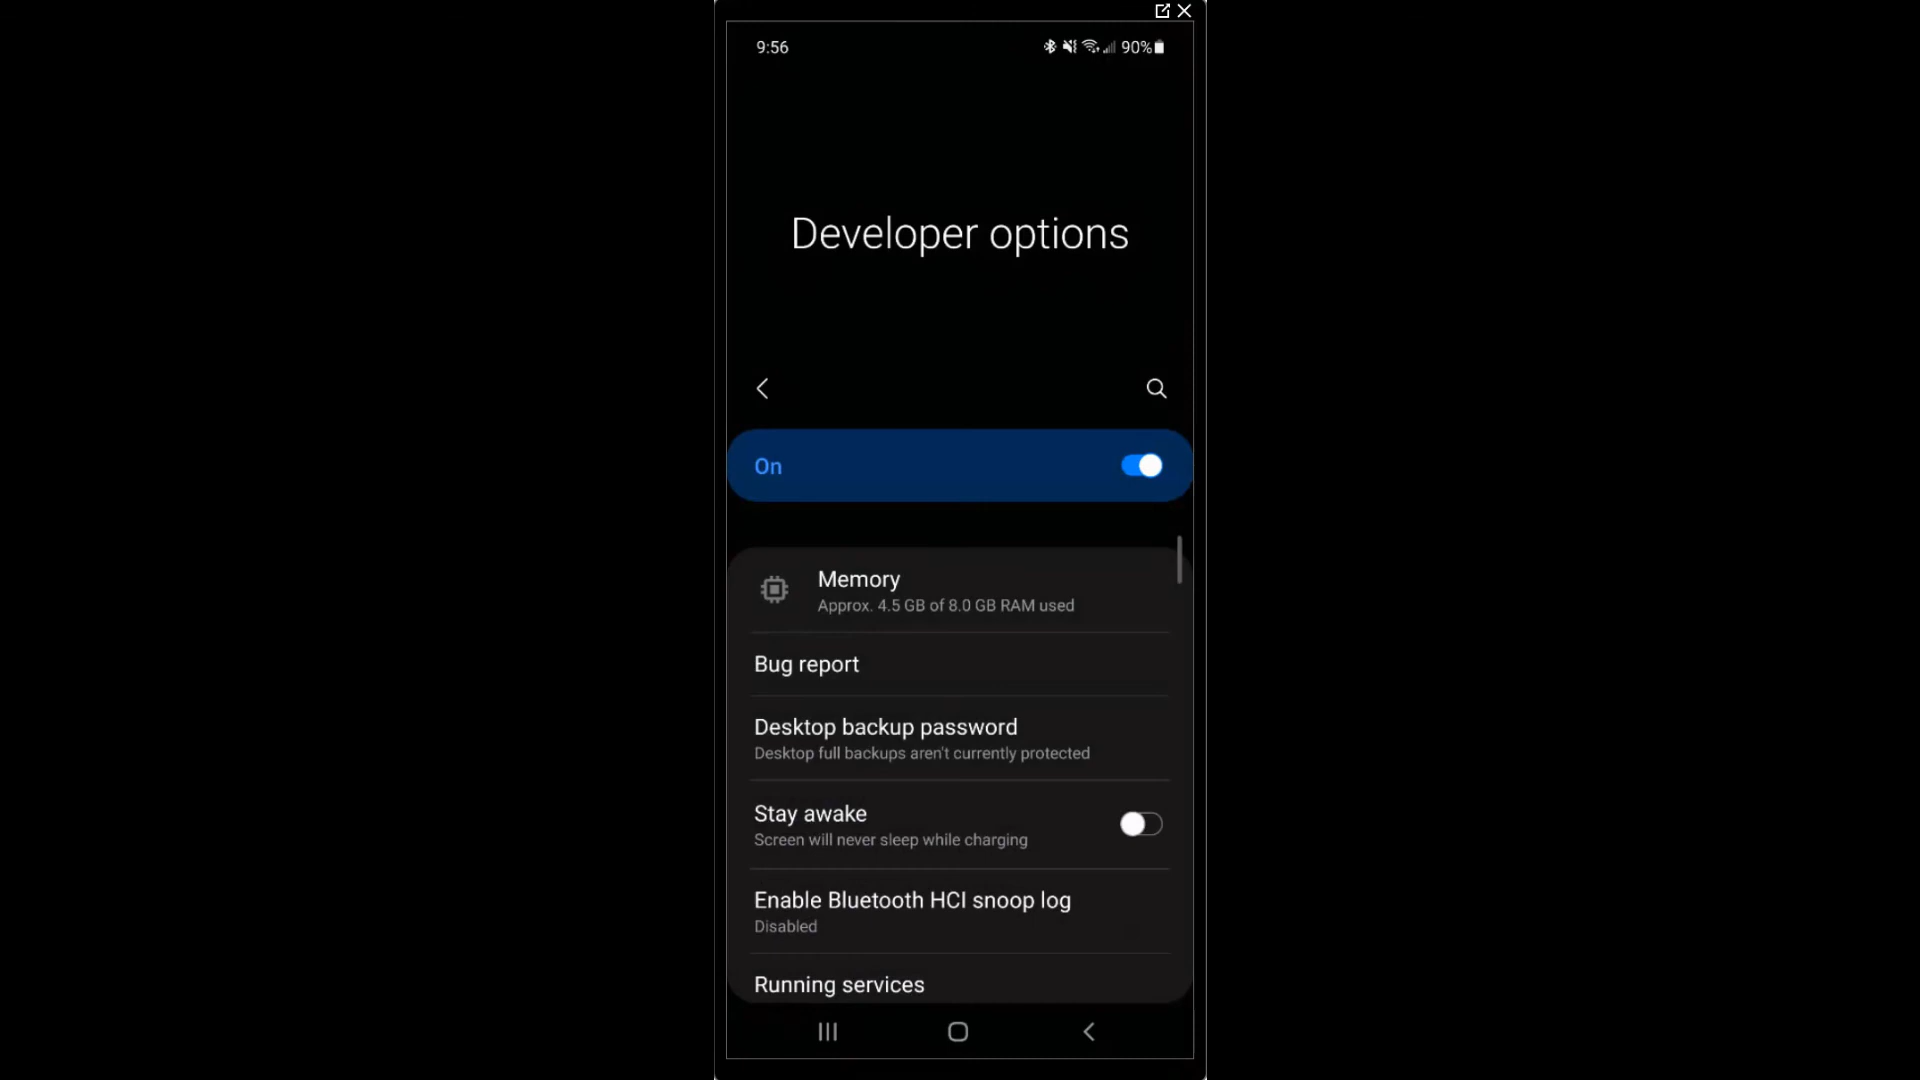 9:56
90%
Developer options
On
Memory
Approx. 4.5 GB of 8.0 GB RAM used
Bug report
Desktop backup password
Desktop full backups aren't currently protected
Stay awake
Screen will never sleep while charging
Enable Bluetooth HCI snoop log
Disabled
Running services